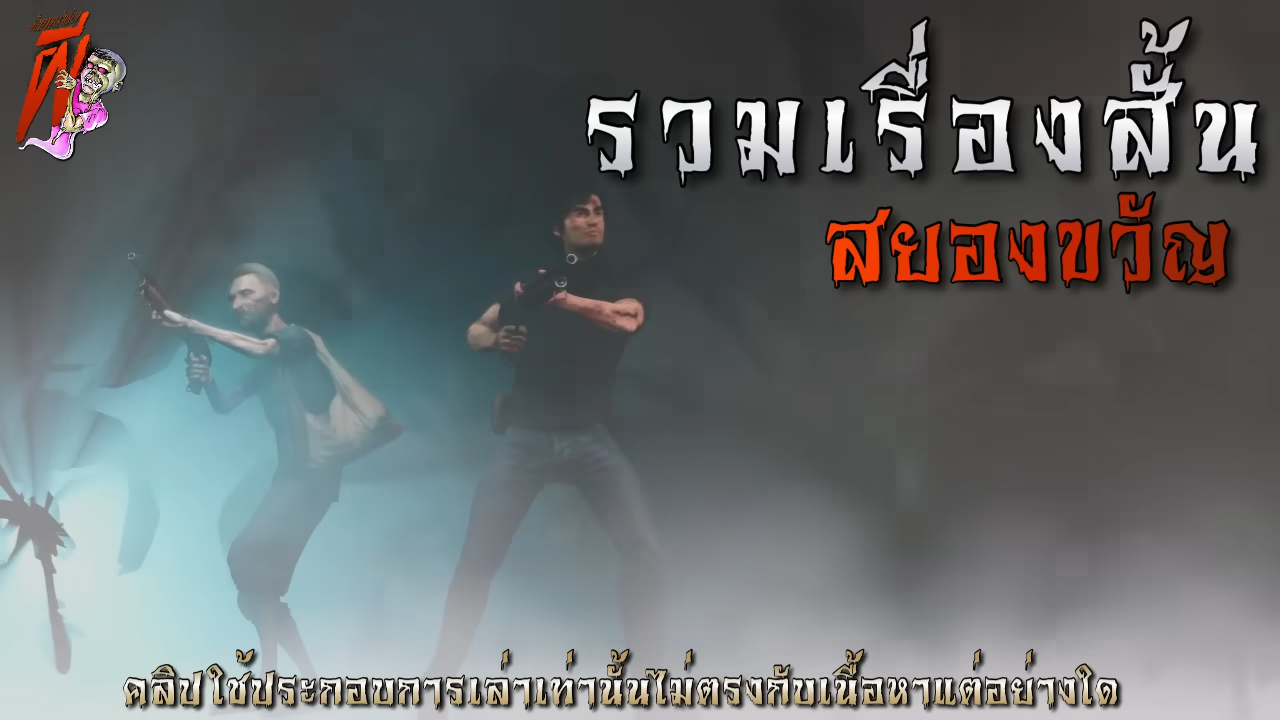 ผี
รวมเรื่องสั้น
สยองขวัญ
คลิปใช้ประกอบการเล่าเท่านั้นไม่ตรงกับเนื้อหาแต่อย่างใด